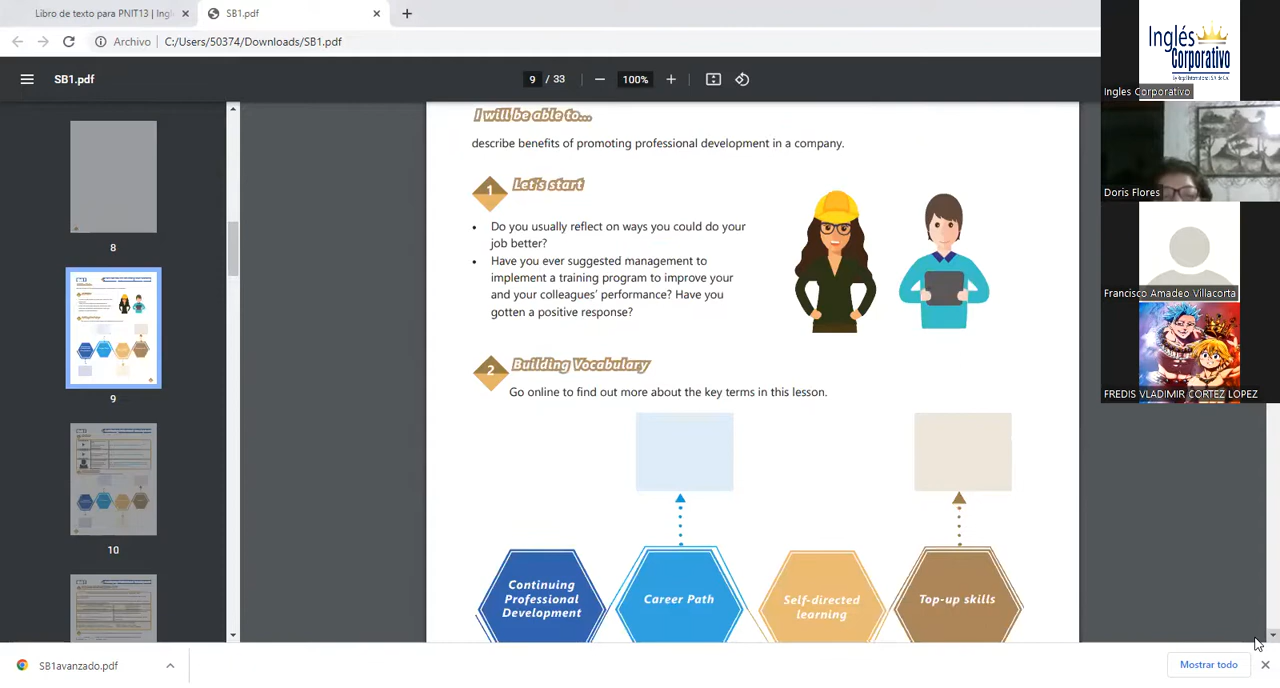 Libro de texto para PNIT13 | Ingl
SB1.pdf
Archivo
C:/Users/50374/Downloads/SB1.pdf
SB1.pdf
9 / 33
100%
8
9
10
I will be able to...
describe benefits of promoting professional development in a company.
1
Let's start
• Do you usually reflect on ways you could do your
job better?
• Have you ever suggested management to
implement a training program to improve your
and your colleagues' performance? Have you
gotten a positive response?
2
Building Vocabulary
Go online to find out more about the key terms in this lesson.
Continuing
Professional
Development
Career Path
Self-directed
learning
Top-up skills
Inglés
Corporativo
Ingles Corporativo
Doris Flores
Francisco Amadeo Villacorta
FREDIS VLADIMIR CORTEZ LOPEZ
SB1avanzado.pdf
Mostrar todo